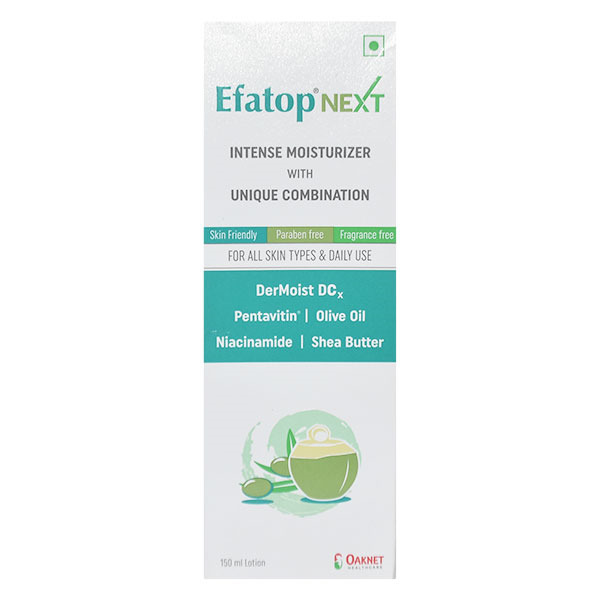 Efatop® NEXT
INTENSE MOISTURIZER
WITH
UNIQUE COMBINATION
Skin Friendly Paraben free Fragrance free
FOR ALL SKIN TYPES & DAILY USE
DerMoist DCx
Pentavitin® | Olive Oil
Niacinamide | Shea Butter
150 ml Lotion
OAKNET
HEALTHCARE